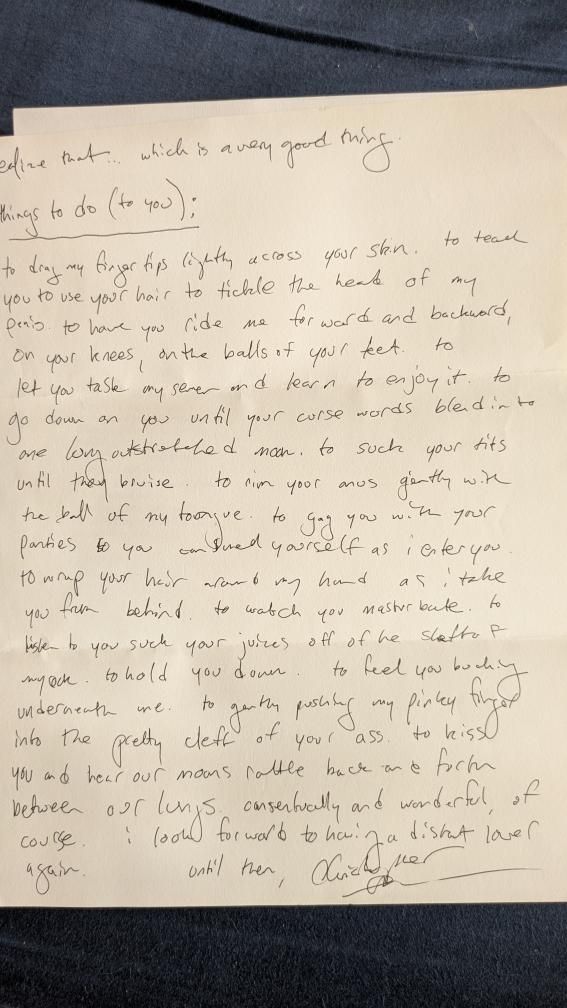 ealize that... which is a very good thing.
things to do (to you);
to drag my finger tips lightly across your skin. to teach
you to use your hair to tickle the head of my
penis. to have you ride me forward and backward,
on your knees, on the balls of your feet. to
let you taste my semen and learn to enjoy it. to
go down on you until your curse words blend into
one long outstretched moan. to suck your tits
until they bruise. to rim your anus gently with
the ball of my toungue. to gag you with your
panties so you yourself as i enter you.
to wrap your hair around my hand as i take
you from behind. to watch you masturbate. to
listen to you suck your juices off of he shaft of
my cock. to hold you down. to feel you bucking
underneath me. to gently pushing my pinky finger
into the pretty cleft of your ass. to kiss
you and hear our moans rattle back and forth
between our lungs. consentually and wonderful, of
course. i look forward to having a distant lover
again. until then,